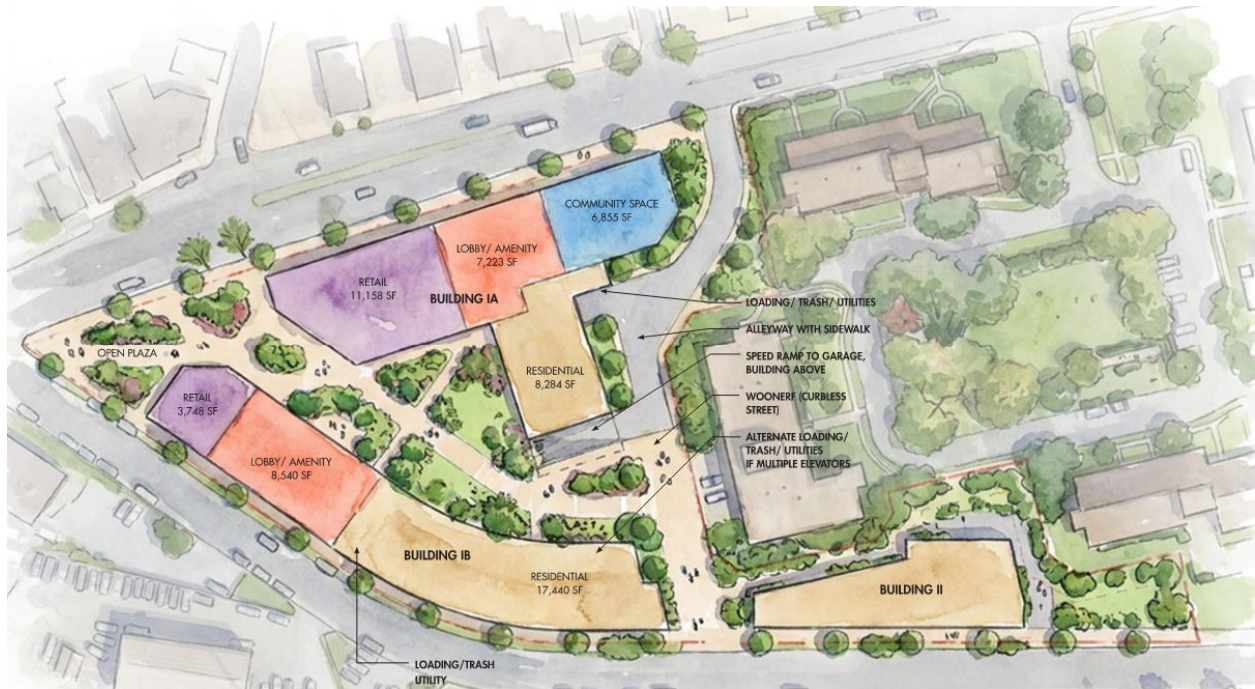 COMMUNITY SPACE
6,855 SF
LOBBY/ AMENITY
7,223 SF
RETAIL
11,158 SF
BUILDING IA
LOADING/ TRASH/ UTILITIES
ALLEYWAY WITH SIDEWALK
OPEN PLAZA
SPEED RAMP TO GARAGE,
BUILDING ABOVE
RESIDENTIAL
8,284 SF
RETAIL
3,748 SF
WOONERF (CURBLESS
STREET)
ALTERNATE LOADING/
TRASH/ UTILITIES
IF MULTIPLE ELEVATORS
LOBBY/ AMENITY
8,540 SF
BUILDING IB
RESIDENTIAL
17,440 SF
BUILDING II
LOADING/TRASH
UTILITY